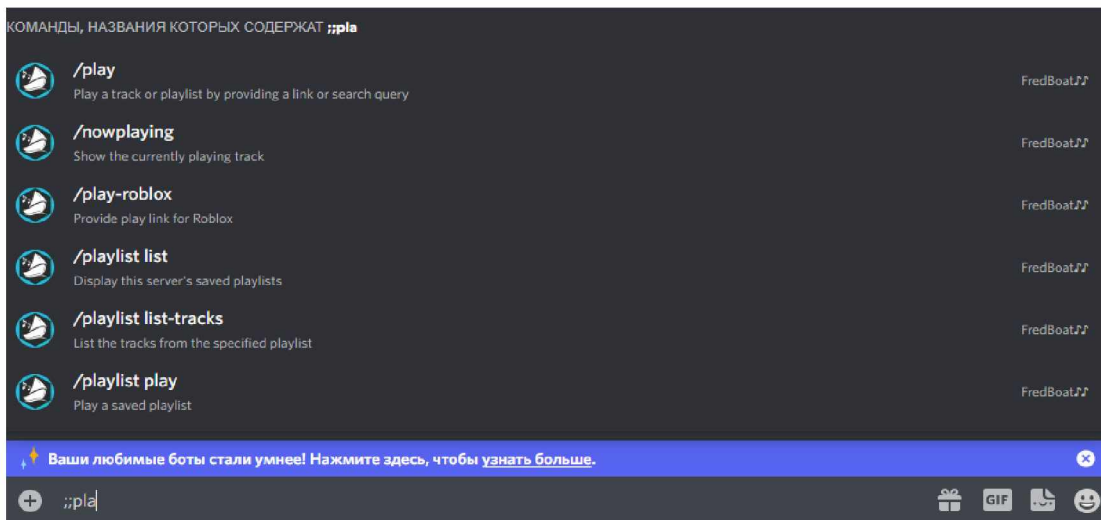 КОМАНДЫ, НАЗВАНИЯ КОТОРЫХ СОДЕРЖАТ ;;pla
/play
Play a track or playlist by providing a link or search query
FredBoat♪♪
/nowplaying
Show the currently playing track
FredBoat♪♪
/play-roblox
Provide play link for Roblox
FredBoat♪♪
/playlist list
Display this server's saved playlists
FredBoat♪♪
/playlist list-tracks
List the tracks from the specified playlist
FredBoat♪♪
/playlist play
Play a saved playlist
FredBoat♪♪
Ваши любимые боты стали умнее! Нажмите здесь, чтобы узнать больше.
;;pla
GIF